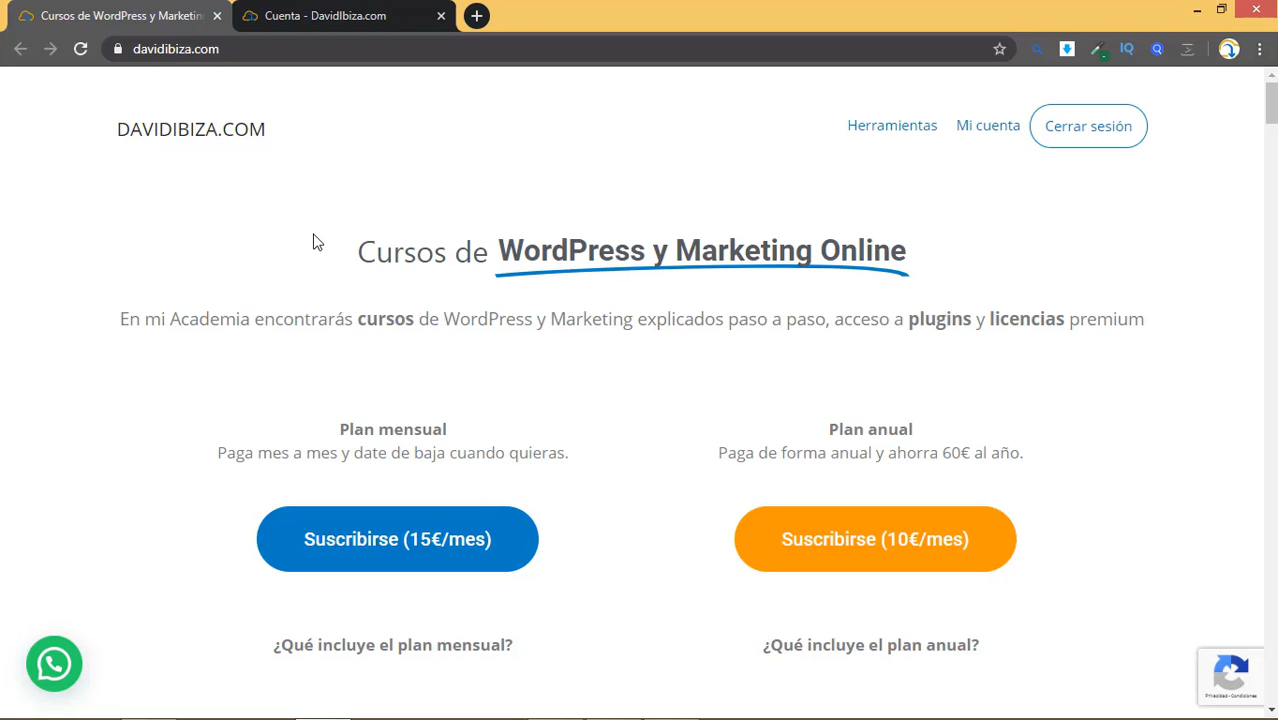 Cursos de WordPress y Marketin
Cuenta - DavidIbiza.com
davidibiza.com
IQ
DAVIDIBIZA.COM
Herramientas
Mi cuenta
Cerrar sesión
Cursos de WordPress y Marketing Online
En mi Academia encontrarás cursos de WordPress y Marketing explicados paso a paso, acceso a plugins y licencias premium
Plan mensual
Paga mes a mes y date de baja cuando quieras.
Suscribirse (15€/mes)
¿Qué incluye el plan mensual?
Plan anual
Paga de forma anual y ahorra 60€ al año.
Suscribirse (10€/mes)
¿Qué incluye el plan anual?
Privacidad - Condiciones